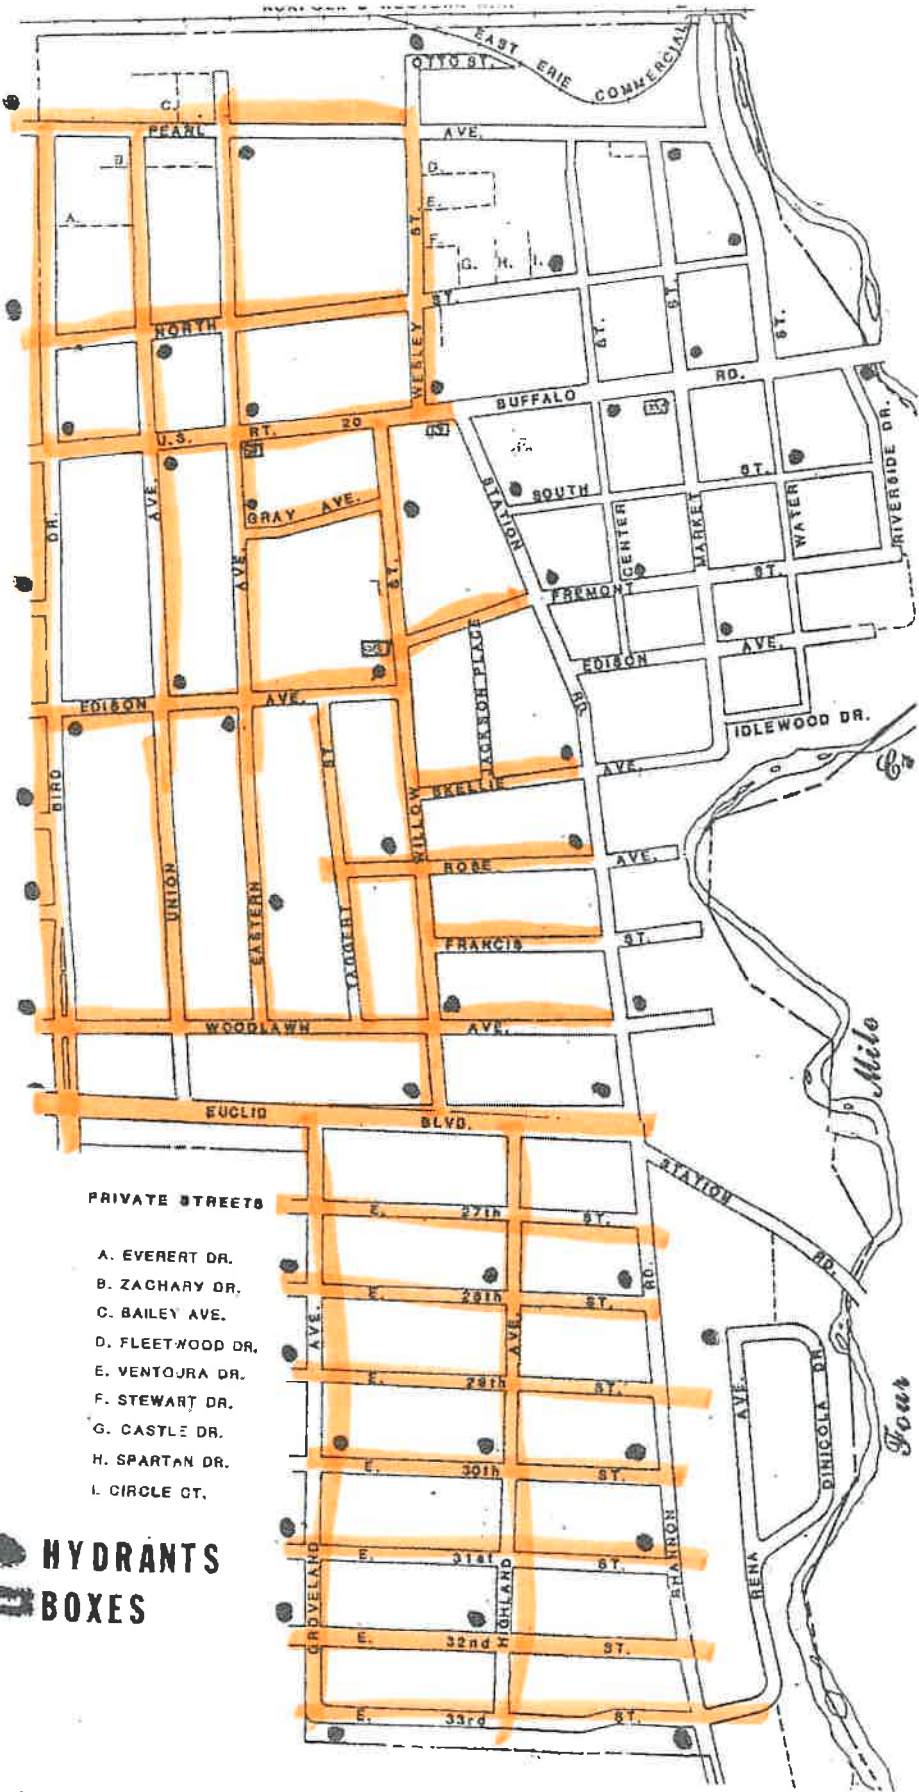 EAST
ERIE
COMMERCIAL
OTTO ST.
C.
PEARL
AVE.
B.
D.
A.
E.
ST.
F.
G. H. I.
ST.
NORTH
WESLEY
ST.
ST.
ST.
BUFFALO
RD.
U.S. RT. 20
STATION
SOUTH
ST.
RIVERSIDE DR.
DR.
AVE.
GRAY AVE.
AVE.
ST.
CENTER
MARKET
WATER
FREMONT
ST.
JACKSON PLACE
EDISON
AVE.
EDISON
AVE.
RD.
IDLEWOOD DR.
BIRD
ST
SKELLIE
AVE.
WILLOW
ROSE
AVE.
UNION
EASTERN
TAGGERT
FRANCIS
ST.
WOODLAWN
AVE.
Mile
EUCLID
BLVD.
STATION
RD.
PRIVATE STREETS
A. EVERERT DR.
B. ZACHARY DR.
C. BAILEY AVE.
D. FLEETWOOD DR.
E. VENTOURA DR.
F. STEWART DR.
G. CASTLE DR.
H. SPARTAN DR.
I. CIRCLE CT.
E. 27th ST.
RD.
E. 28th ST.
AVE.
AVE.
E. 29th ST.
AVE.
DINICOLA DR
Four
E. 30th ST.
HYDRANTS
BOXES
GROVELAND
HIGHLAND
SHANNON
RENA
E. 31st ST.
E. 32nd ST.
E. 33rd ST.